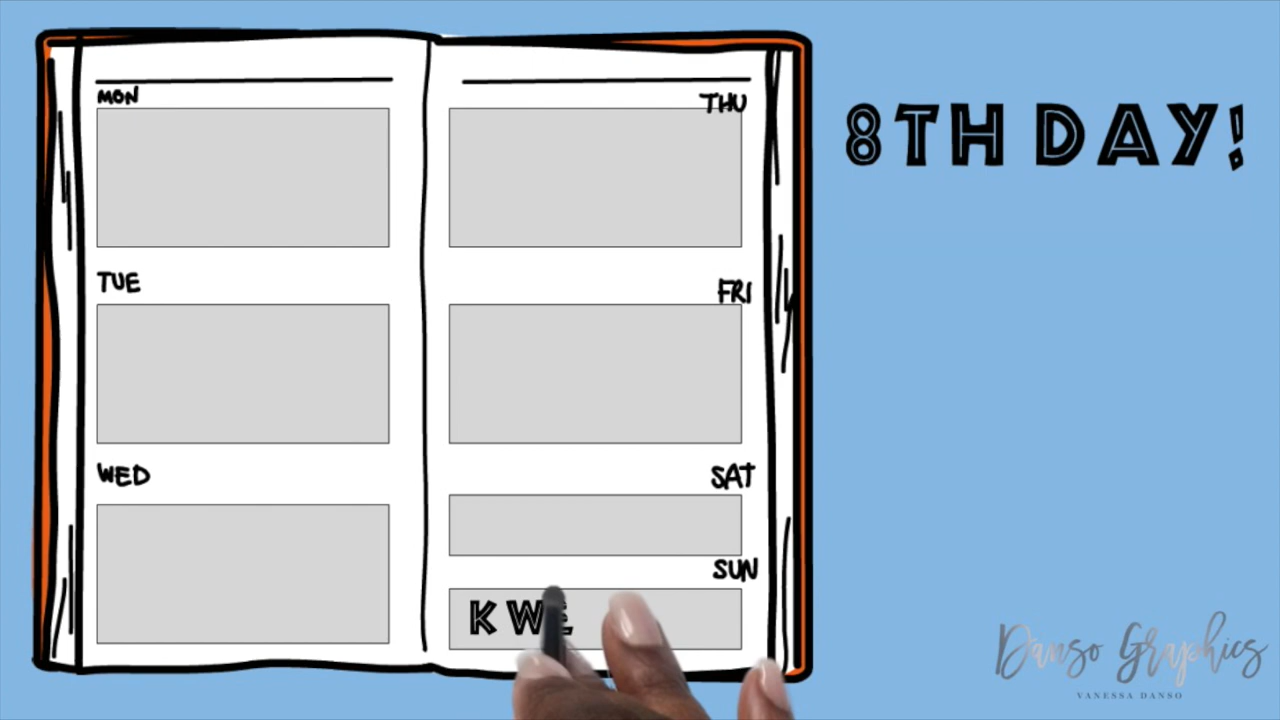 MON
TUE
WED
THU
FRI
SAT
SUN
K WE
8TH DAY!
Danso Graphics
VANESSA DANSO